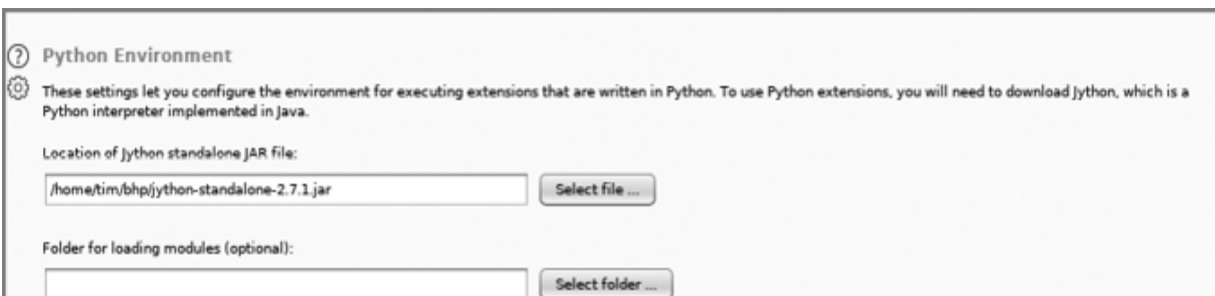 Python Environment
These settings let you configure the environment for executing extensions that are written in Python. To use Python extensions, you will need to download Jython, which is a
Python interpreter implemented in Java.
Location of Jython standalone JAR file:
/home/tim/bhp/jython-standalone-2.7.1.jar
Select file ...
Folder for loading modules (optional):
Select folder ...